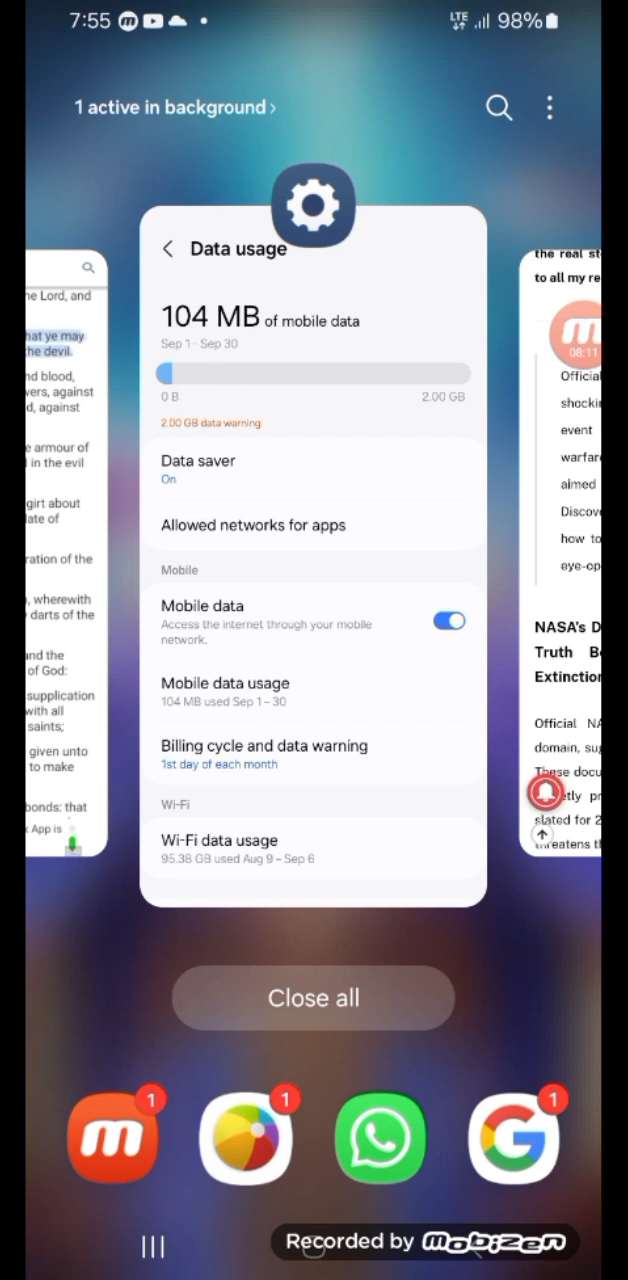 7:55
LTE
98%
1 active in background ›
Data usage
104 MB of mobile data
Sep 1 - Sep 30
0 B
2.00 GB
2.00 GB data warning
Data saver
On
Allowed networks for apps
Mobile
Mobile data
Access the internet through your mobile
network.
Mobile data usage
104 MB used Sep 1 – 30
Billing cycle and data warning
1st day of each month
Wi-Fi
Wi-Fi data usage
95.38 GB used Aug 9 – Sep 6
the Lord, and
hat ye may
the devil.
nd blood,
wers, against
d, against
e armour of
in the evil
girt about
late of
ration of the
, wherewith
darts of the
and the
of God:
supplication
with all
saints;
given unto
to make
bonds: that
App is
the real st
to all my re
08:11
Official
shockin
event
warfar
aimed
Discov
how to
eye-op
NASA's D
Truth B
Extinction
Official NA
domain, sug
These docu
etly pr
slated for 2
threatens th
Close all
m
1
1
1
Recorded by mobizen